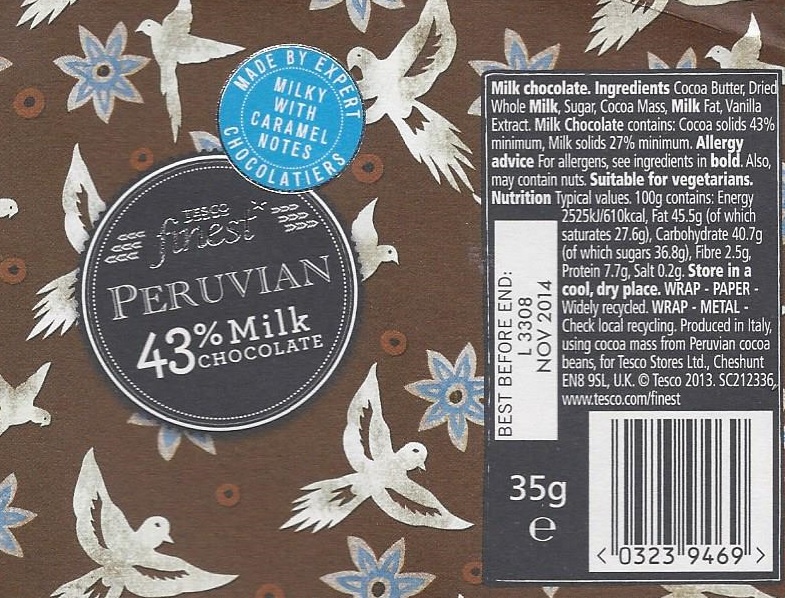 MADE BY EXPERT
MILKY
WITH
CARAMEL
NOTES
CHOCOLATIERS
TESCO
finest*
PERUVIAN
43% Milk
CHOCOLATE
Milk chocolate. Ingredients Cocoa Butter, Dried
Whole Milk, Sugar, Cocoa Mass, Milk Fat, Vanilla
Extract. Milk Chocolate contains: Cocoa solids 43%
minimum, Milk solids 27% minimum. Allergy
advice For allergens, see ingredients in bold. Also,
may contain nuts. Suitable for vegetarians.
Nutrition Typical values. 100g contains: Energy
2525kJ/610kcal, Fat 45.5g (of which
saturates 27.6g), Carbohydrate 40.7g
(of which sugars 36.8g), Fibre 2.5g,
Protein 7.7g, Salt 0.2g. Store in a
cool, dry place. WRAP - PAPER -
Widely recycled. WRAP - METAL -
Check local recycling. Produced in Italy,
using cocoa mass from Peruvian cocoa
beans, for Tesco Stores Ltd., Cheshunt
EN8 9SL, U.K. © Tesco 2013. SC212336,
www.tesco.com/finest
BEST BEFORE END:
L 3308
NOV 2014
35g
e
< 0323 9469 >